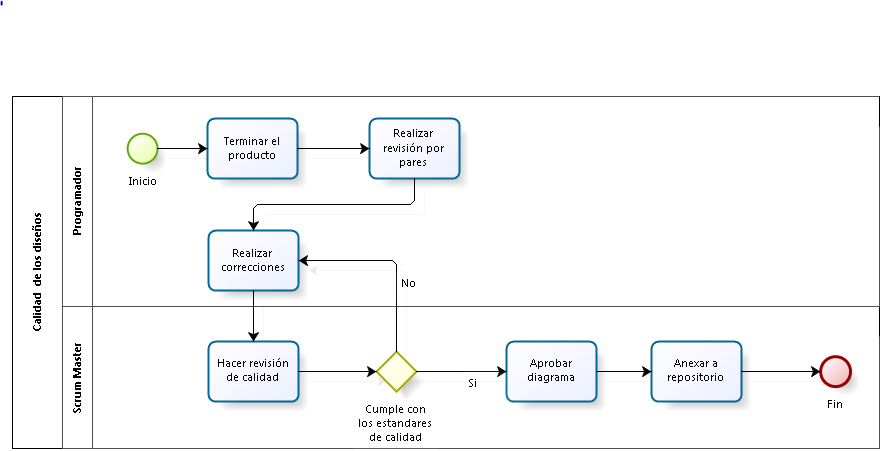 Calidad de los diseños
Programador
Inicio
Terminar el
producto
Realizar
revisión por
pares
Realizar
correcciones
No
Scrum Master
Hacer revisión
de calidad
Cumple con
los estandares
de calidad
Si
Aprobar
diagrama
Anexar a
repositorio
Fin